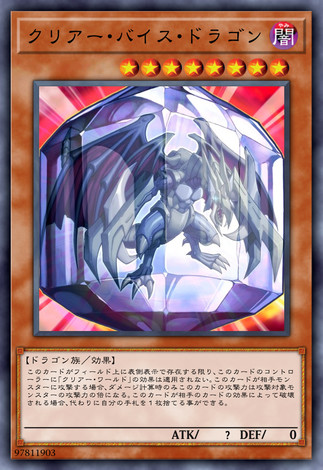 クリアー・バイス・ドラゴン
やみ
闇
【ドラゴン族／効果】
このカードがフィールド上に表側表示で存在する限り、このカードのコントロ
ーラーに「クリアー・ワールド」の効果は適用されない。このカードが相手モン
スターに攻撃する場合、ダメージ計算時のみこのカードの攻撃力は攻撃対象モ
ンスターの攻撃力の倍になる。このカードが相手のカードの効果によって破壊
される場合、代わりに自分の手札を１枚捨てる事ができる。
ATK/ ? DEF/ 0
97811903